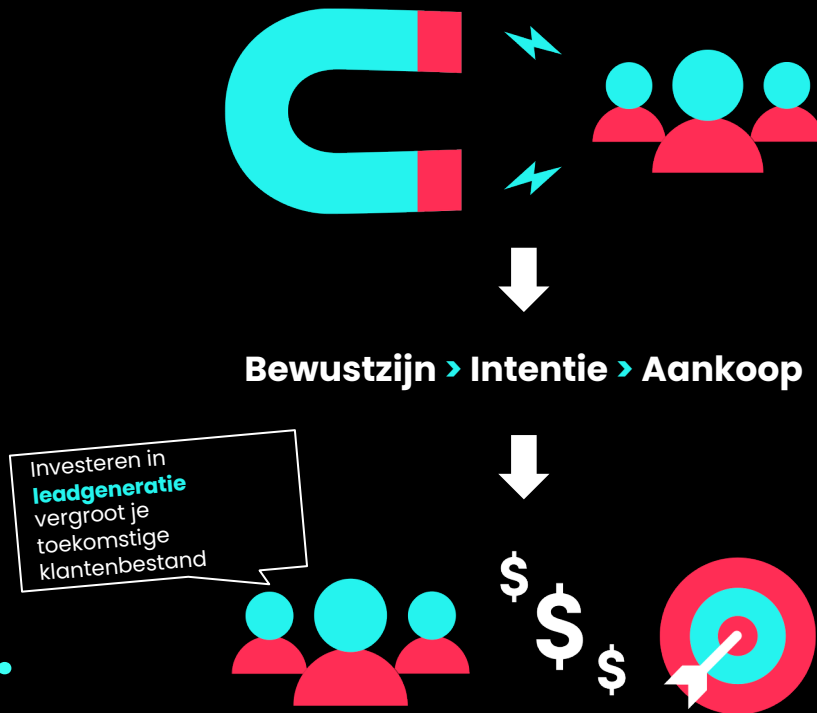 Bewustzijn > Intentie > Aankoop
Investeren in
leadgeneratie
vergroot je
toekomstige
klantenbestand
$
$
$